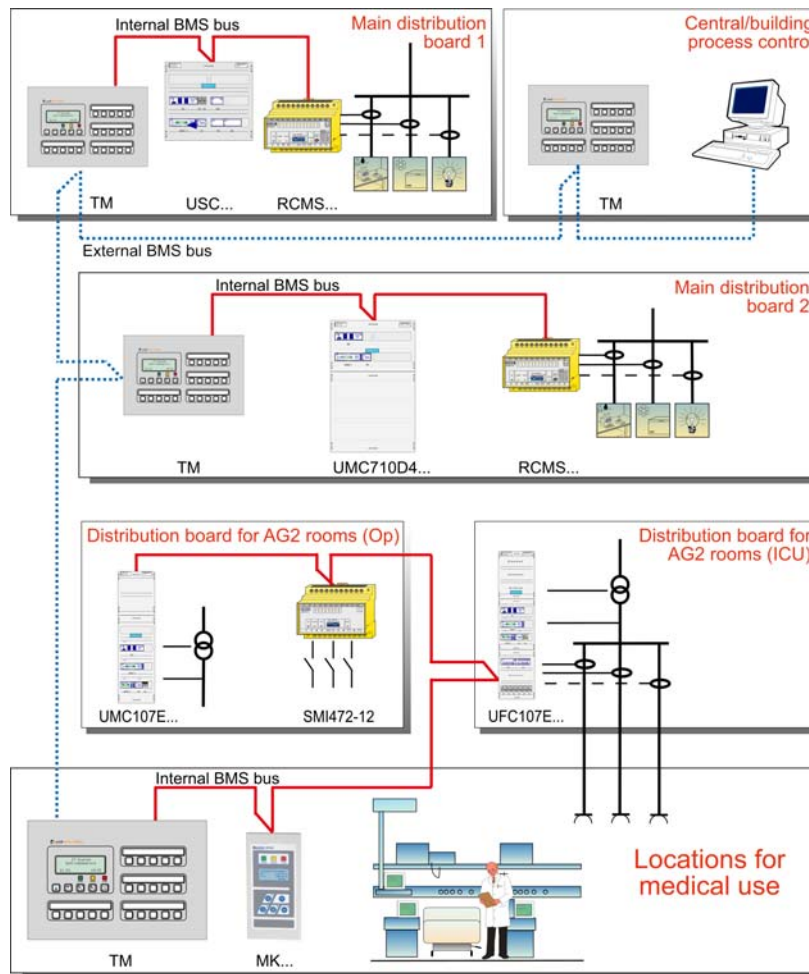 Internal BMS bus
Main distribution
board 1
Central/building
process control
TM
USC...
RCMS...
TM
External BMS bus
Internal BMS bus
Main distribution
board 2
TM
UMC710D4...
RCMS...
Distribution board for AG2 rooms (Op)
Distribution board for
AG2 rooms (ICU)
UMC107E...
SMI472-12
UFC107E...
Internal BMS bus
Locations for
medical use
TM
MK...